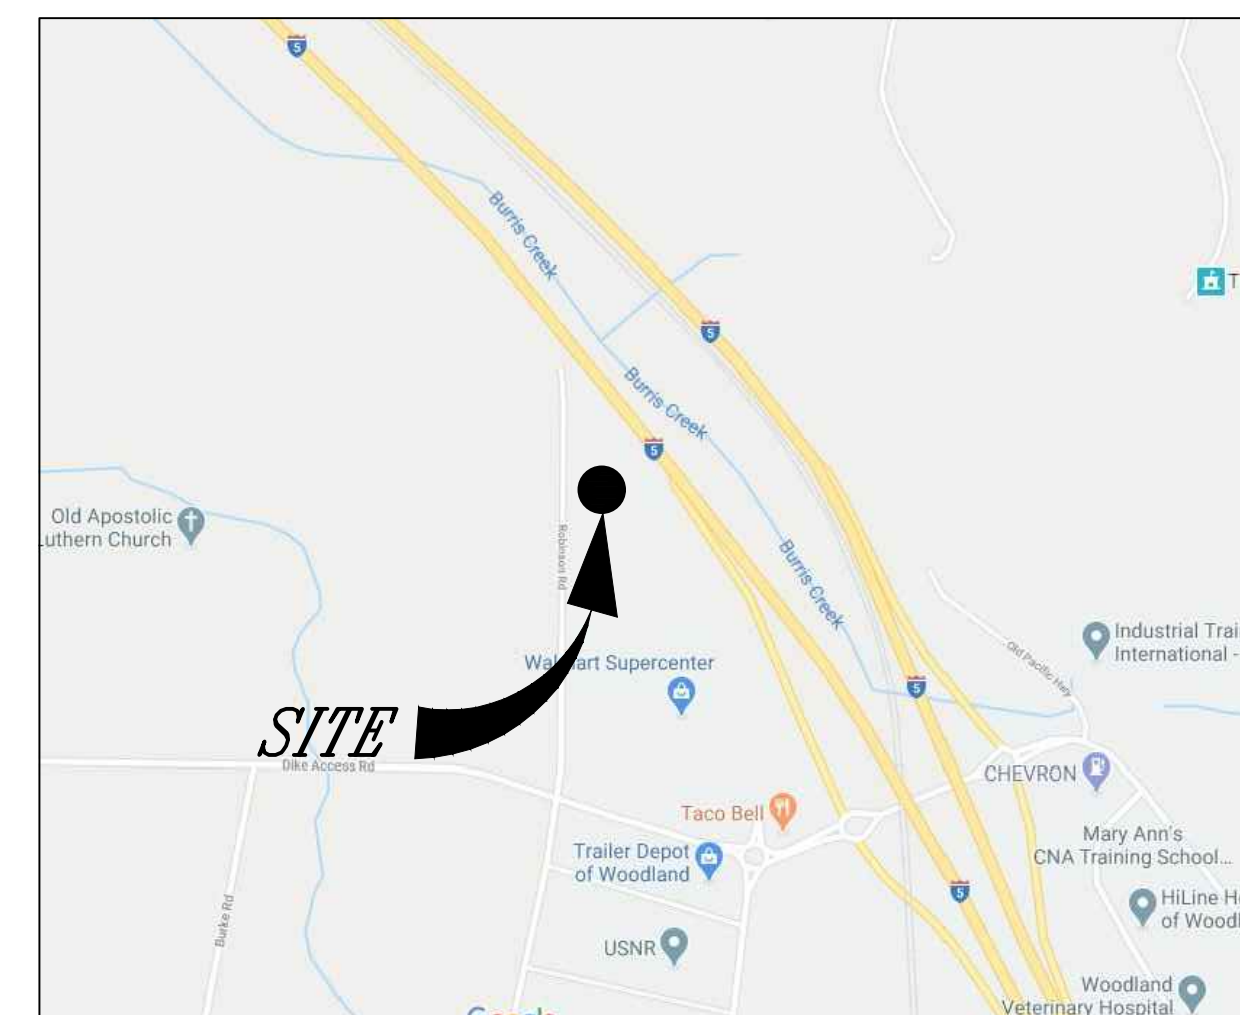 5
Burris Creek
5
Burris Creek
5
T
Old Apostolic
uthern Church
Robinson Rd
Burris Creek
Industrial Trai
International -
Old Pacific Hwy
Walmart Supercenter
5
SITE
Dike Access Rd
CHEVRON
Taco Bell
Trailer Depot
of Woodland
Mary Ann's
CNA Training School...
5
HiLine H
of Woodl
Burke Rd
USNR
Woodland
Veterinary Hospital
Google